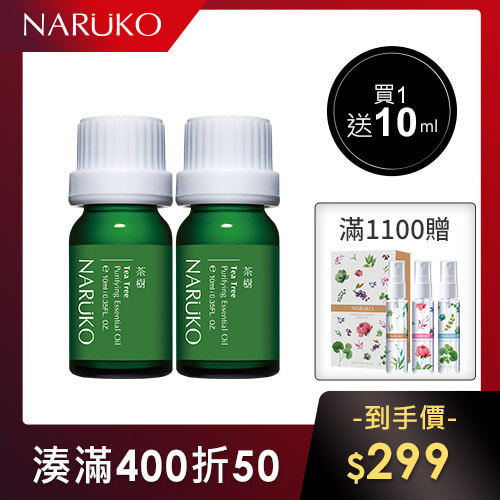 NARUKO
買1
送10ml
滿1100贈
茶樹
Tea Tree
Purifying Essential Oil
e 10ml/0.35FL. OZ.
NARUKO
茶樹
Tea Tree
Purifying Essential Oil
e 10ml/0.35FL. OZ.
NARUKO
NARUKO
-到手價-
$299
湊滿400折50